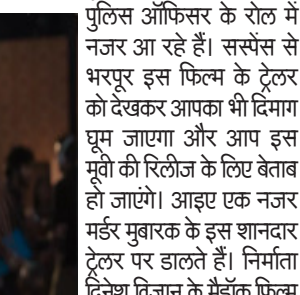 पुलिस ऑफिसर के रोल में
नजर आ रहे हैं। सस्पेंस से
भरपूर इस फिल्म के ट्रेलर
को देखकर आपका भी दिमाग
घूम जाएगा और आप इस
मूवी की रिलीज के लिए बेताब
हो जाएंगे। आइए एक नजर
मर्डर मुबारक के इस शानदार
ट्रेलर पर डालते हैं। निर्माता
दिनेश विजान के मैडॉक फिल्म